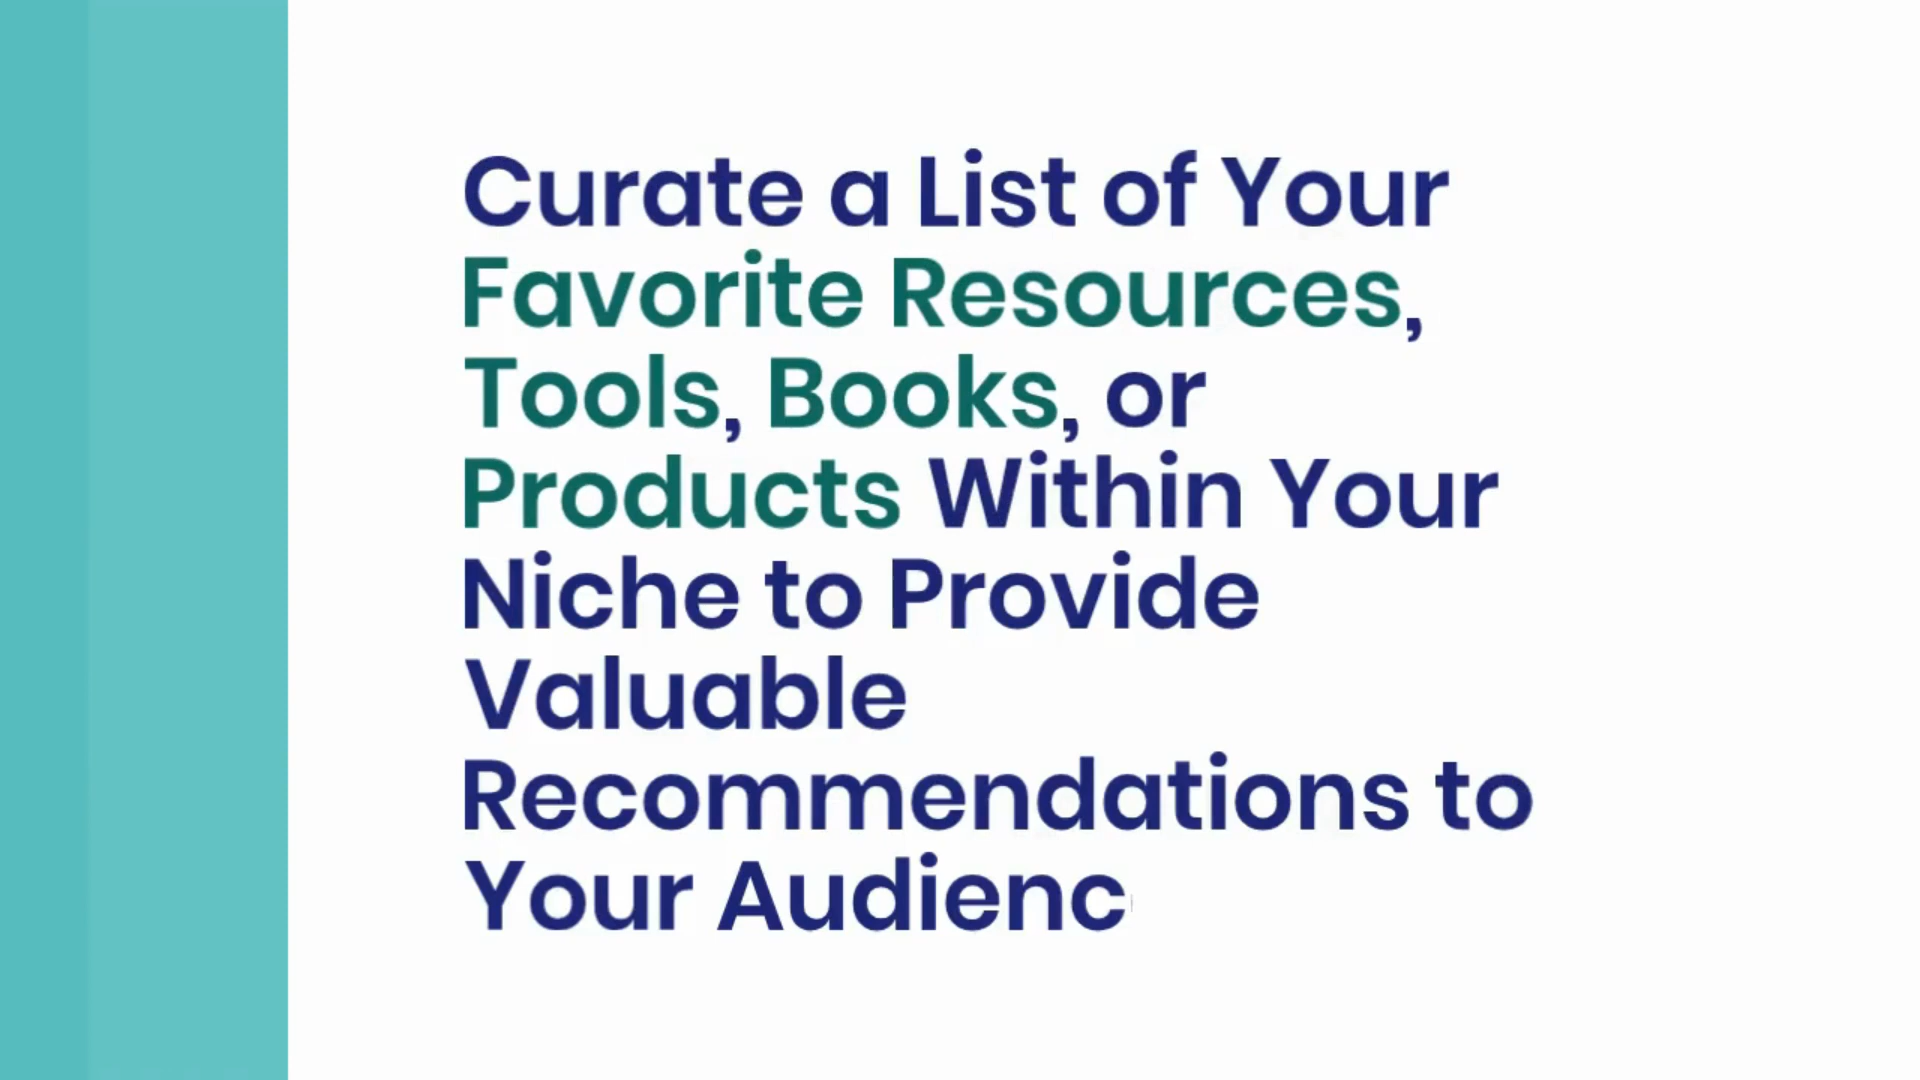 Curate a List of Your
Favorite Resources,
Tools, Books, or
Products Within Your
Niche to Provide
Valuable
Recommendations to
Your Audienc